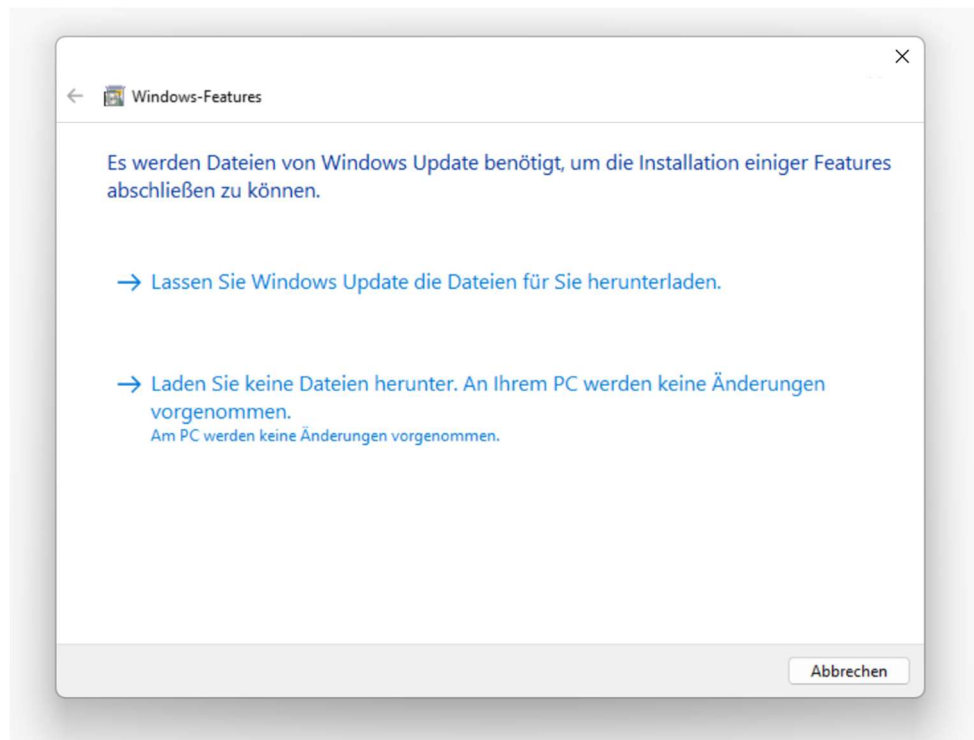 Windows-Features
Es werden Dateien von Windows Update benötigt, um die Installation einiger Features
abschließen zu können.
Lassen Sie Windows Update die Dateien für Sie herunterladen.
Laden Sie keine Dateien herunter. An Ihrem PC werden keine Änderungen
vorgenommen.
Am PC werden keine Änderungen vorgenommen.
Abbrechen